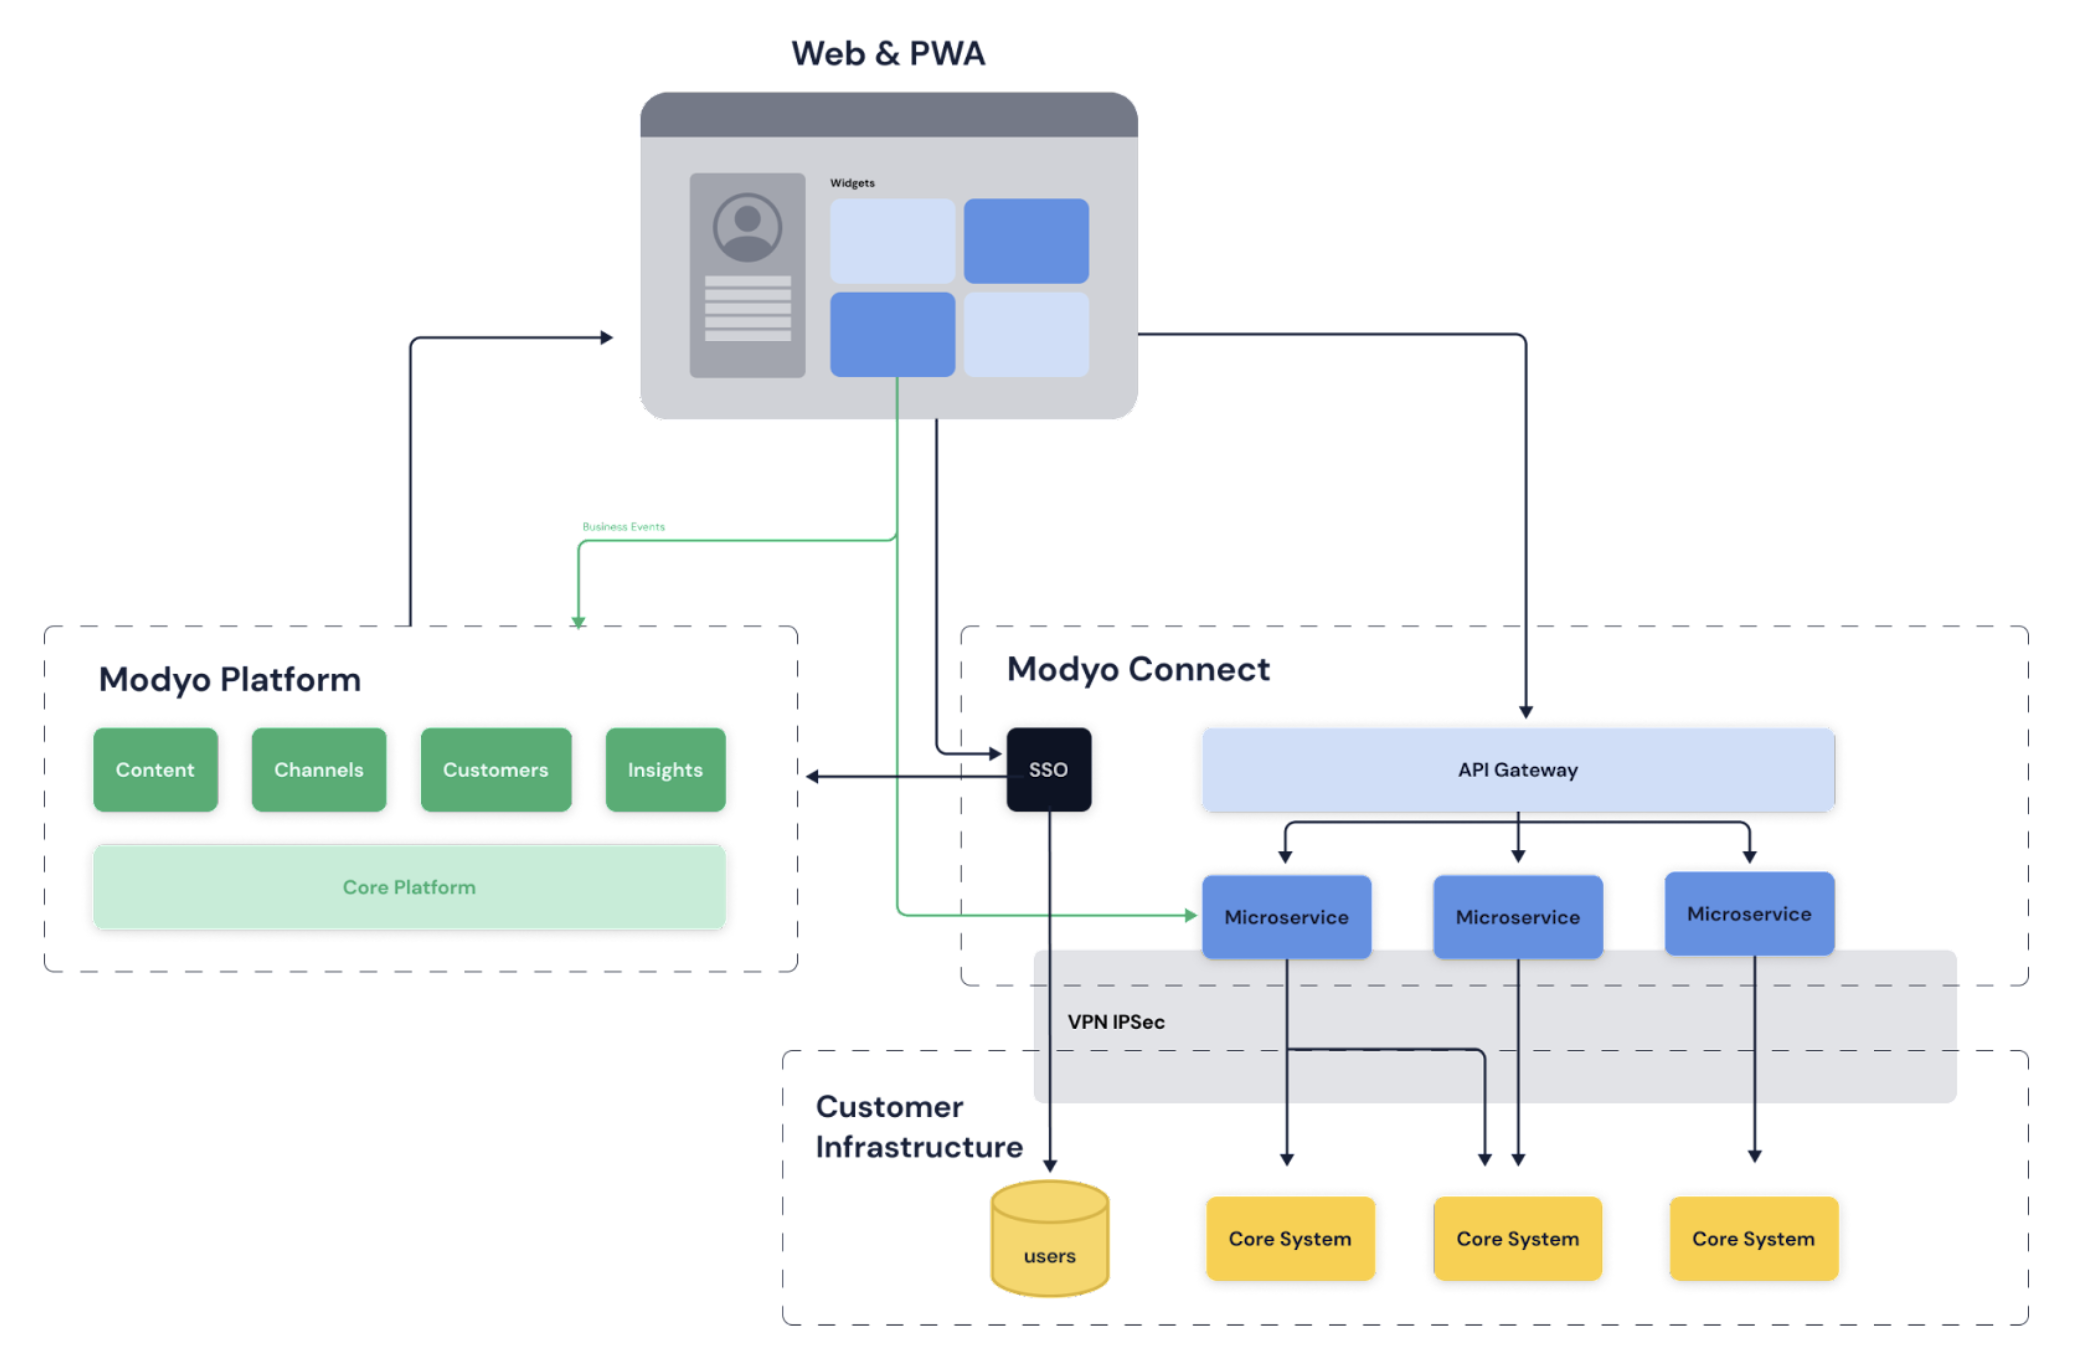 Web & PWA
Widgets
Business Events
Modyo Platform
Content
Channels
Customers
Insights
Core Platform
Modyo Connect
SSO
API Gateway
Microservice
Microservice
Microservice
VPN IPSec
Customer
Infrastructure
users
Core System
Core System
Core System